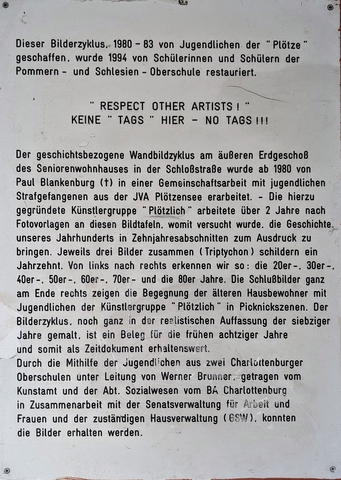 Dieser Bilderzyklus, 1980 - 83 von Jugendlichen der "Plötze"
geschaffen, wurde 1994 von Schülerinnen und Schülern der
Pommern - und Schlesien - Oberschule restauriert.
" RESPECT OTHER ARTISTS ! "
KEINE " TAGS " HIER - NO TAGS !!!
Der geschichtsbezogene Wandbildzyklus am äußeren Erdgeschoß
des Seniorenwohnhauses in der Schloßstraße wurde ab 1980 von
Paul Blankenburg (†) in einer Gemeinschaftsarbeit mit jugendlichen
Strafgefangenen aus der JVA Plötzensee erarbeitet. - Die hierzu
gegründete Künstlergruppe "Plötzlich" arbeitete über 2 Jahre nach
Fotovorlagen an diesen Bildtafeln, womit versucht wurde, die Geschichte
unseres Jahrhunderts in Zehnjahresabschnitten zum Ausdruck zu
bringen. Jeweils drei Bilder zusammen (Triptychon) schildern ein
Jahrzehnt. Von links nach rechts erkennen wir so: die 20er-, 30er-,
40er-, 50er-, 60er-, 70er- und die 80er Jahre. Die Schlußbilder ganz
am Ende rechts zeigen die Begegnung der älteren Hausbewohner mit
Jugendlichen der Künstlergruppe "Plötzlich" in Picknickszenen. Der
Bilderzyklus, noch ganz in der realistischen Auffassung der siebziger
Jahre gemalt, ist ein Beleg für die frühen achtziger Jahre
und somit als Zeitdokument erhaltenswert.
Durch die Mithilfe der Jugendlichen aus zwei Charlottenburger
Oberschulen unter Leitung von Werner Brunner, getragen vom
Kunstamt und der Abt. Sozialwesen vom BA Charlottenburg
in Zusammenarbeit mit der Senatsverwaltung für Arbeit und
Frauen und der zuständigen Hausverwaltung (GSW), konnten
die Bilder erhalten werden.